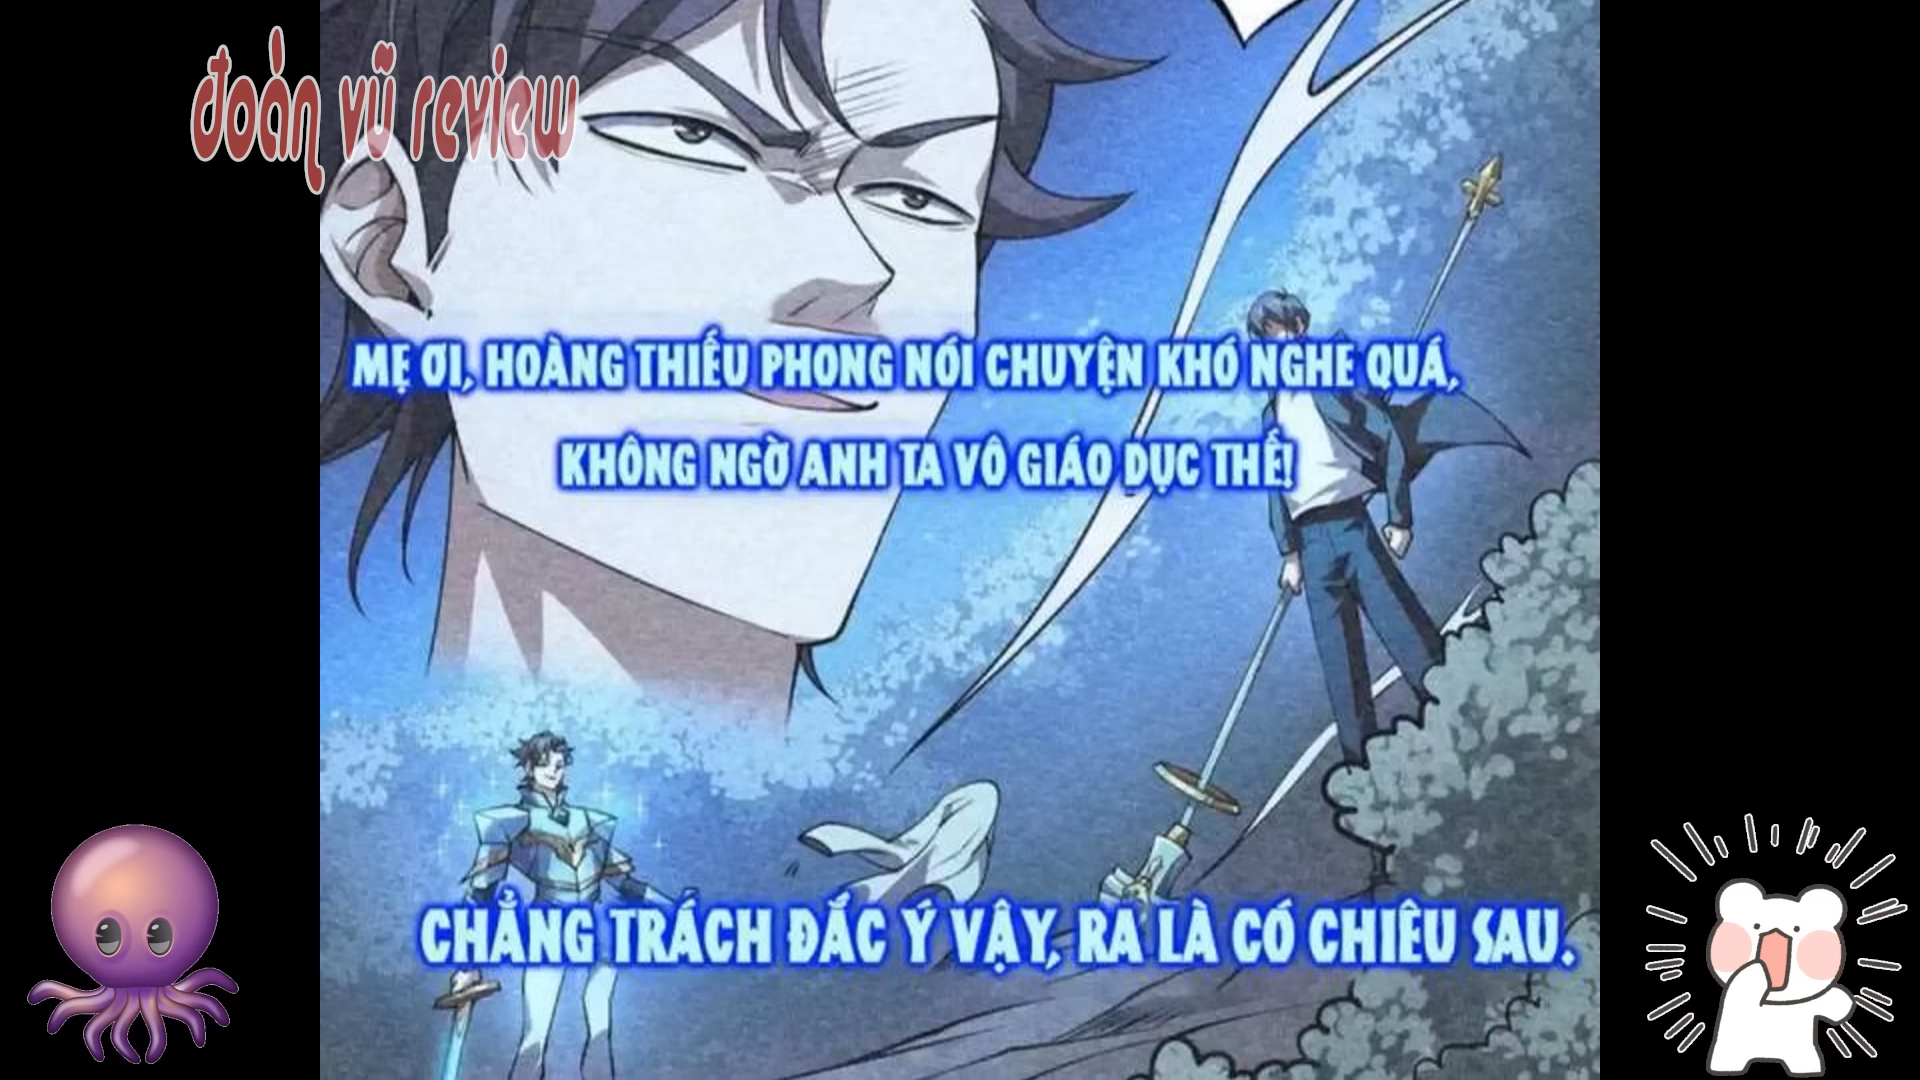 đoản vũ review
MẸ ƠI, HOÀNG THIẾU PHONG NÓI CHUYỆN KHÓ NGHE QUÁ,
KHÔNG NGỜ ANH TA VÔ GIÁO DỤC THẾ!
CHẲNG TRÁCH ĐẮC Ý VẬY, RA LÀ CÓ CHIÊU SAU.